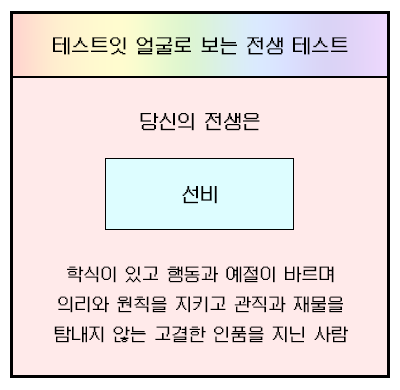 테스트잇 얼굴로 보는 전생 테스트
당신의 전생은
선비
학식이 있고 행동과 예절이 바르며
의리와 원칙을 지키고 관직과 재물을
탐내지 않는 고결한 인품을 지닌 사람